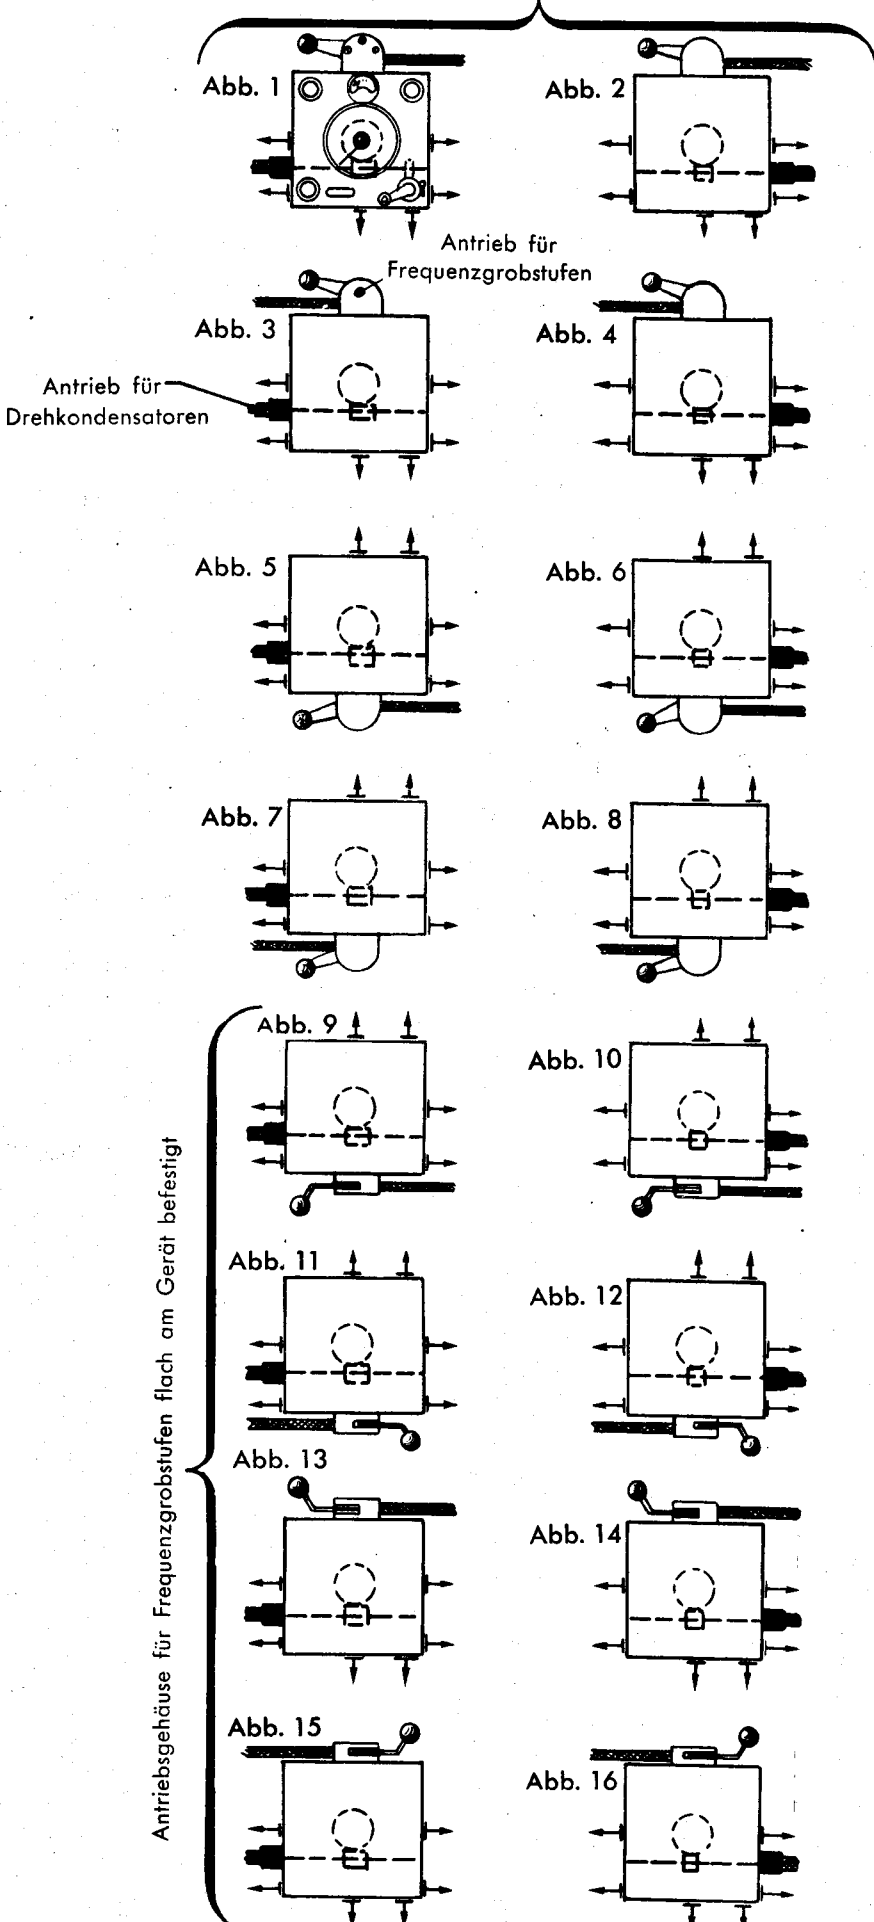 Abb. 1
Abb. 2
Antrieb für
Frequenzgrobstufen
Abb. 3
Abb. 4
Antrieb für
Drehkondensatoren
Abb. 5
Abb. 6
Abb. 7
Abb. 8
Abb. 9
Abb. 10
Antriebsgehäuse für Frequenzgrobstufen flach am Gerät befestigt
Abb. 11
Abb. 12
Abb. 13
Abb. 14
Abb. 15
Abb. 16